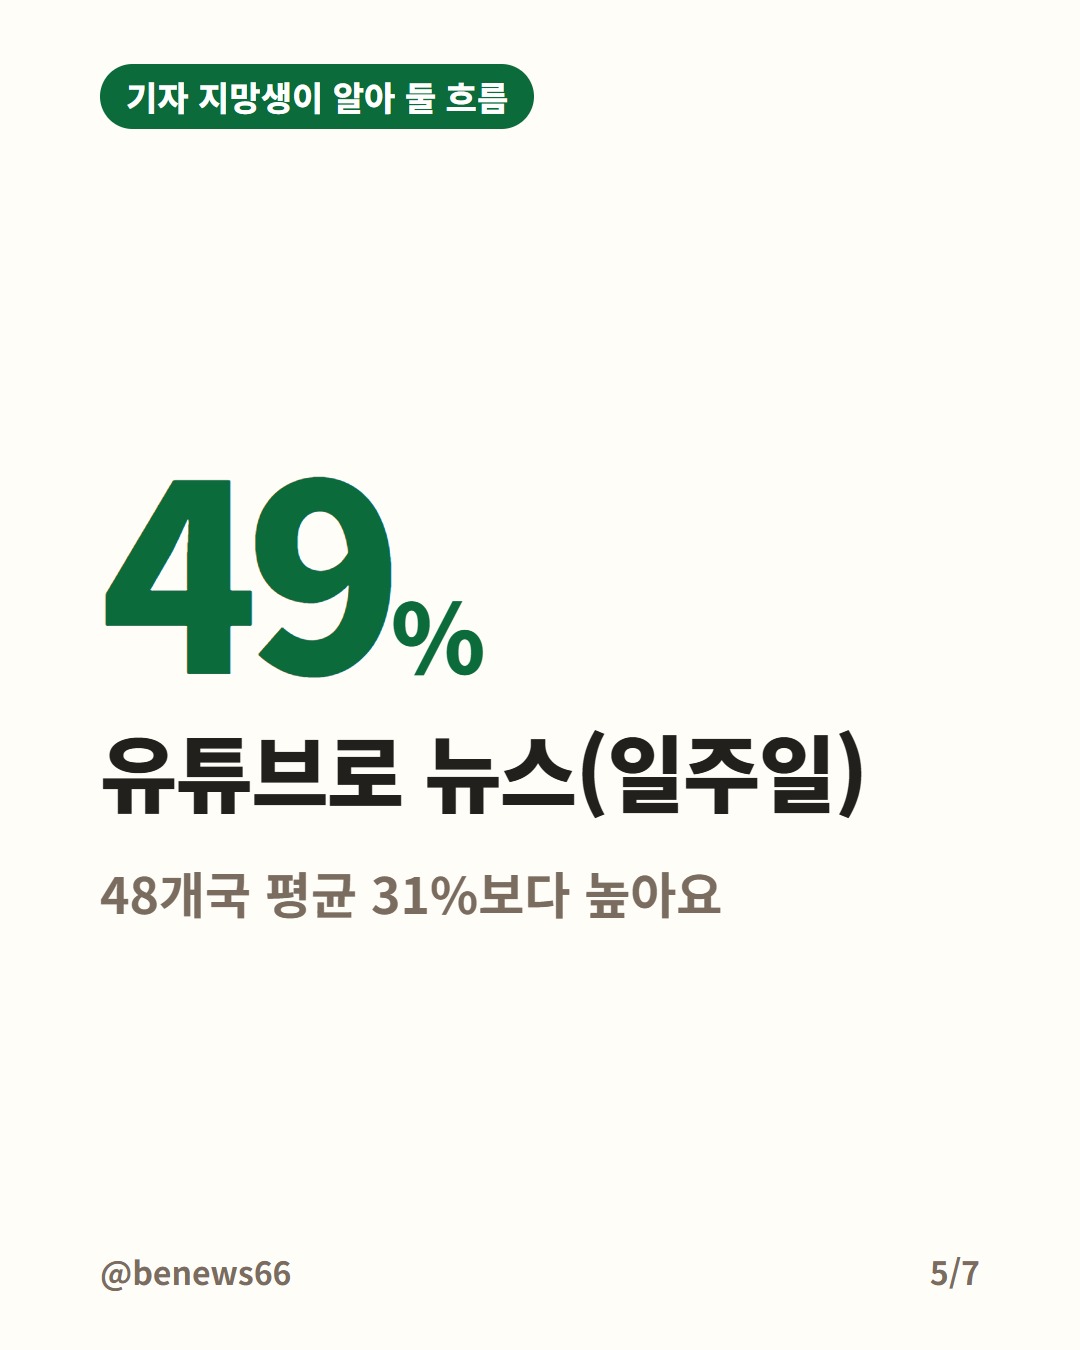 기자 지망생이 알아 둘 흐름
49%
유튜브로 뉴스(일주일)
48개국 평균 31%보다 높아요
@benews66
5/7